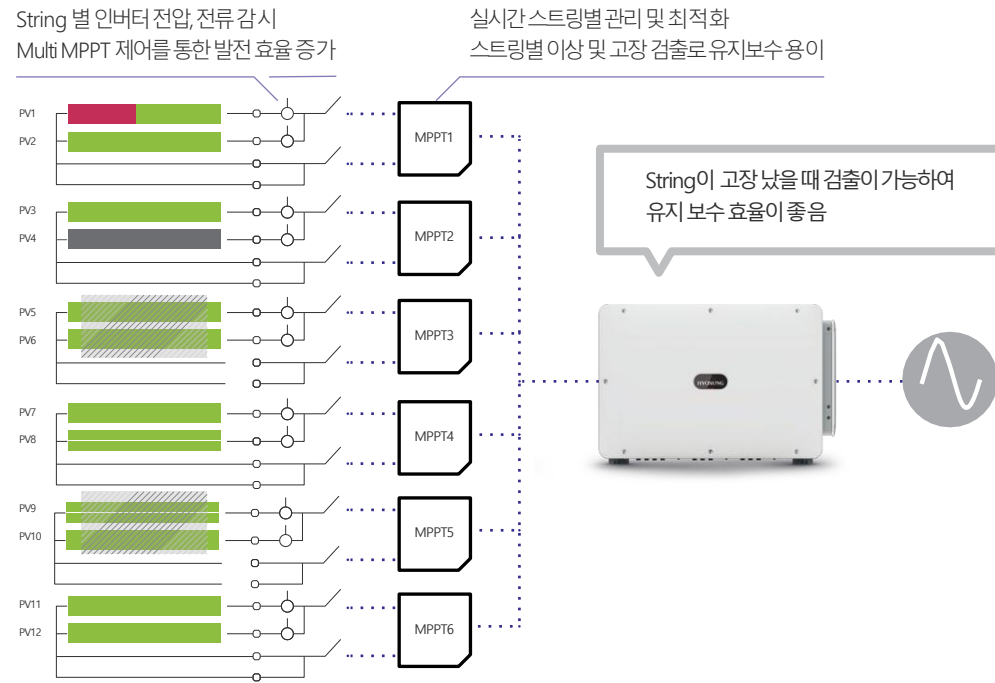 String 별 인버터 전압, 전류 감시
Multi MPPT 제어를 통한 발전 효율 증가
실시간 스트링별 관리 및 최적화
스트링별 이상 및 고장 검출로 유지보수 용이
PV1
PV2
MPPT1
String이 고장 났을 때 검출이 가능하여
유지 보수 효율이 좋음
PV3
PV4
MPPT2
PV5
PV6
MPPT3
HYOSUNG
PV7
PV8
MPPT4
PV9
PV10
MPPT5
PV11
PV12
MPPT6